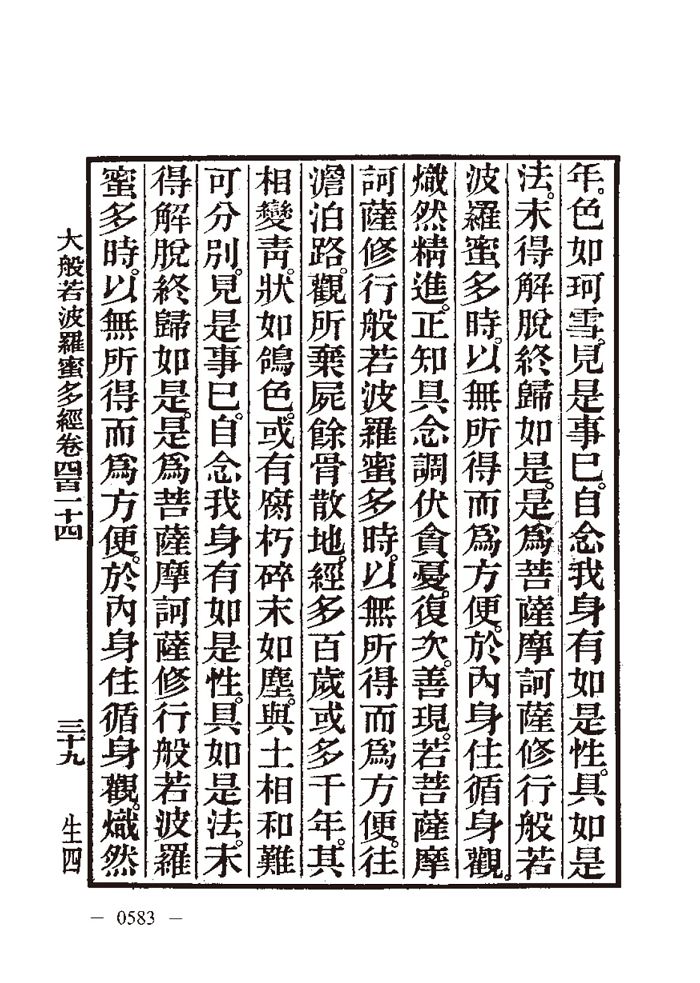 年。色如珂雪。見是事已。自念我身有如是性。具如是
法。未得解脫終歸如是。是爲菩薩摩訶薩修行般若
波羅蜜多時。以無所得而爲方便。於內身住循身觀。
熾然精進。正知具念調伏貪憂。復次。善現。若菩薩摩
訶薩修行般若波羅蜜多時。以無所得而爲方便。往
澹泊路。觀所棄屍餘骨散地。經多百歲或多千年。其
相變靑。狀如鴿色。或有腐朽碎末如塵。與土相和難
可分別。見是事已。自念我身有如是性。具如是法。未
得解脫終歸如是。是爲菩薩摩訶薩修行般若波羅
蜜多時。以無所得而爲方便。於內身住循身觀。熾然
大般若波羅蜜多經卷四百一十四 三十九 生四
— 0583 —